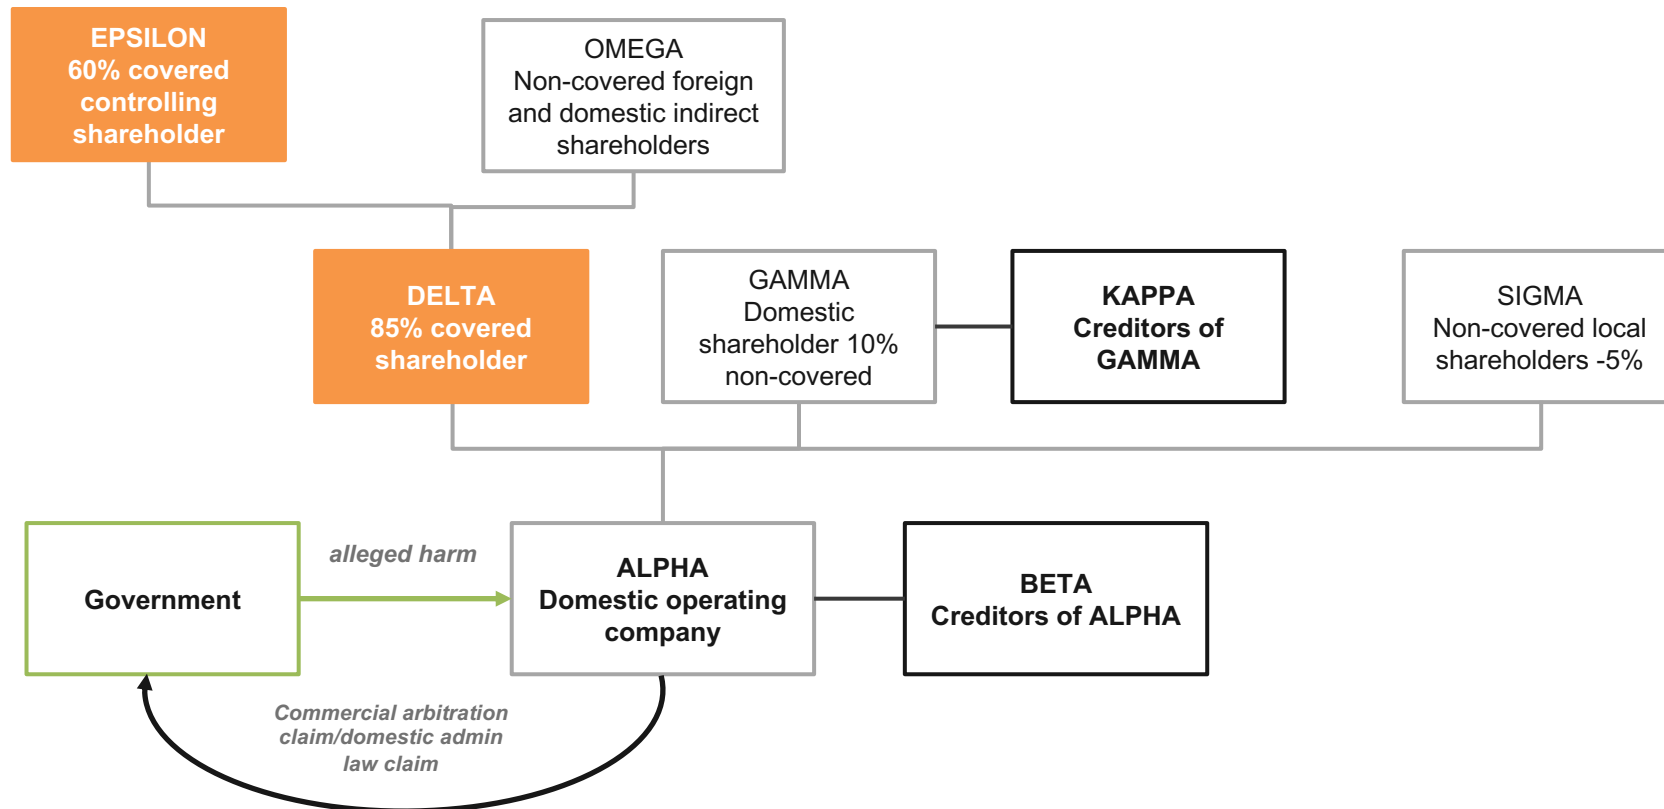 EPSILON
60% covered
controlling
shareholder
OMEGA
Non-covered foreign
and domestic indirect
shareholders
DELTA
85% covered
shareholder
GAMMA
Domestic
shareholder 10%
non-covered
KAPPA
Creditors of
GAMMA
SIGMA
Non-covered local
shareholders -5%
Government
alleged harm
ALPHA
Domestic operating
company
BETA
Creditors of ALPHA
Commercial arbitration
claim/domestic admin
law claim